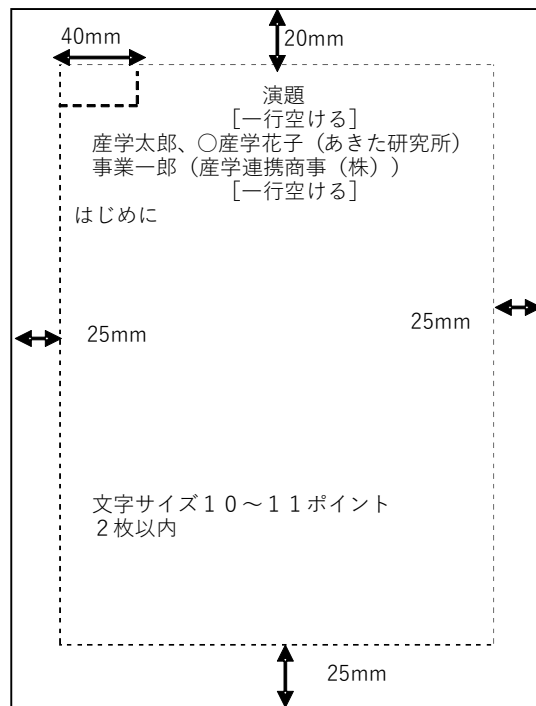 40mm
20mm
演題
[一行空ける]
産学太郎、○産学花子（あきた研究所）
事業一郎（産学連携商事（株））
[一行空ける]
はじめに
25mm
25mm
文字サイズ１０～１１ポイント
２枚以内
25mm